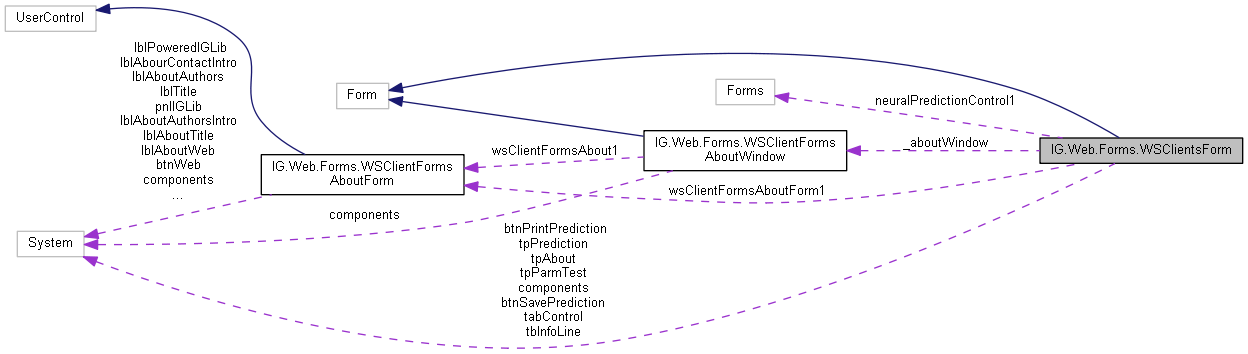 UserControl
lblPoweredIGLib
lblAbourContactIntro
lblAboutAuthors
lblTitle
pnlIGLib
lblAboutAuthorsIntro
lblAboutTitle
lblAboutWeb
btnWeb
components
...
Form
Forms
neuralPredictionControl1
IG.Web.Forms.WSClientForms
AboutWindow
_aboutWindow
IG.Web.Forms.WSClientsForm
wsClientFormsAbout1
IG.Web.Forms.WSClientForms
AboutForm
wsClientFormsAboutForm1
components
System
btnPrintPrediction
tpPrediction
tpAbout
tpParmTest
components
btnSavePrediction
tabControl
tbInfoLine